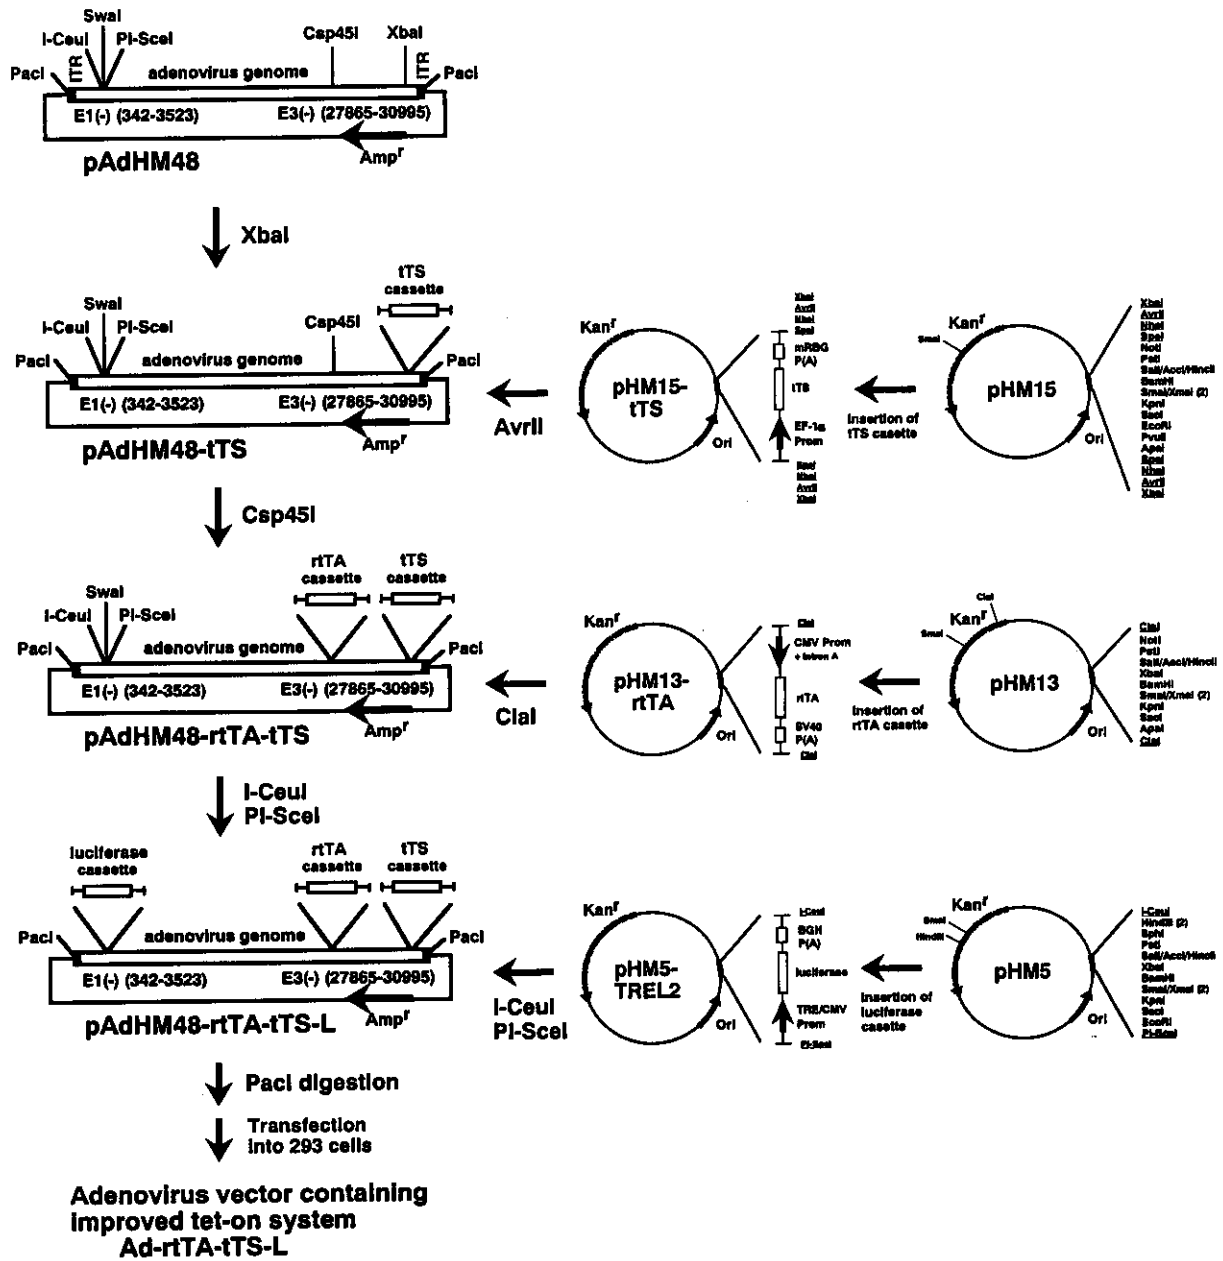 SwaI
I-CeuI
PI-SceI
Csp45I
XbaI
PacI
ITR
adenovirus genome
ITR
PacI
E1(-) (342-3523)
E3(-) (27865-30995)
Ampr
pAdHM48
XbaI
tTS
cassette
SwaI
I-CeuI
PI-SceI
Csp45I
PacI
adenovirus genome
PacI
E1(-) (342-3523)
E3(-) (27865-30995)
Ampr
pAdHM48-tTS
AvrII
Kanr
pHM15-
tTS
Ori
XbaI
AvrII
NheI
SpeI
mRBG
P(A)
tTS
EF-1α
Prom
SpeI
NheI
AvrII
XbaI
Insertion of
tTS casette
Kanr
SmaI
pHM15
Ori
XbaI
AvrII
NheI
SpeI
NotI
PstI
SalI/AccI/HincII
BamHI
SmaI/XmaI (2)
KpnI
SacI
EcoRI
PvuII
ApaI
SpeI
NheI
AvrII
XbaI
Csp45I
rtTA
cassette
tTS
cassette
SwaI
I-CeuI
PI-SceI
PacI
adenovirus genome
PacI
E1(-) (342-3523)
E3(-) (27865-30995)
Ampr
pAdHM48-rtTA-tTS
ClaI
Kanr
pHM13-
rtTA
Ori
ClaI
CMV Prom
+ intron A
rtTA
SV40
P(A)
ClaI
Insertion of
rtTA casette
ClaI
Kanr
SmaI
pHM13
Ori
ClaI
NotI
PstI
SalI/AccI/HincII
XbaI
BamHI
SmaI/XmaI (2)
KpnI
SacI
ApaI
ClaI
I-CeuI
PI-SceI
luciferase
cassette
rtTA
cassette
tTS
cassette
PacI
adenovirus genome
PacI
E1(-) (342-3523)
E3(-) (27865-30995)
Ampr
pAdHM48-rtTA-tTS-L
I-CeuI
PI-SceI
Kanr
pHM5-
TREL2
Ori
I-CeuI
BGH
P(A)
luciferase
TRE/CMV
Prom
PI-SceI
Insertion of
luciferase
casette
Kanr
SmaI
HindIII
pHM5
Ori
I-CeuI
HindIII (2)
SphI
PstI
SalI/AccI/HincII
XbaI
BamHI
SmaI/XmaI (2)
KpnI
SacI
EcoRI
PI-SceI
PacI digestion
Transfection
into 293 cells
Adenovirus vector containing
improved tet-on system
Ad-rtTA-tTS-L